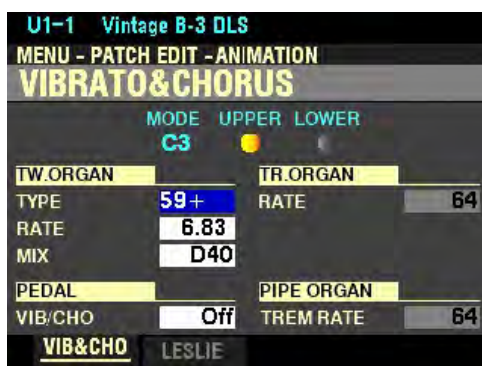 U1-1 Vintage B-3 DLS
MENU - PATCH EDIT -ANIMATION
VIBRATO&CHORUS
MODE UPPER LOWER
C3
TW.ORGAN TR.ORGAN
TYPE 59+ RATE 64
RATE 6.83
MIX D40
PEDAL PIPE ORGAN
VIB/CHO Off TREM RATE 64
VIB&CHO LESLIE